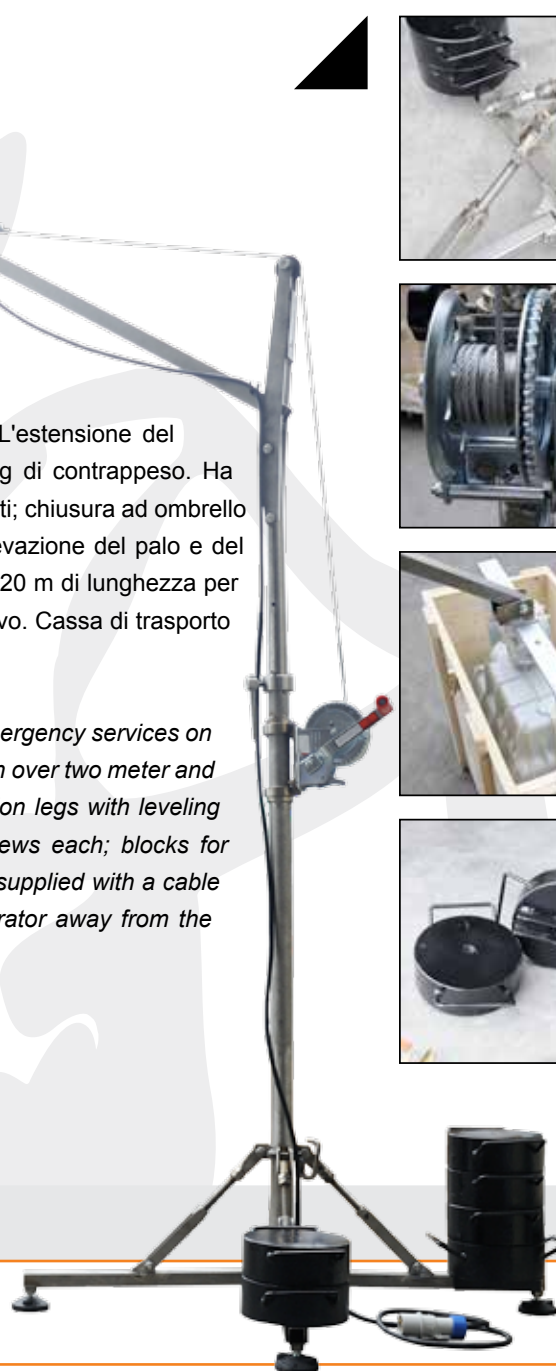 L'estensione del
g di contrappeso. Ha
ti; chiusura ad ombrello
evazione del palo e del
20 m di lunghezza per
vo. Cassa di trasporto
ergency services on
over two meter and
on legs with leveling
ews each; blocks for
supplied with a cable
rator away from the